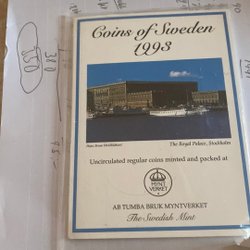 Coins of Sweden
1993
The Royal Palace, Stockholm
Uncirculated regular coins minted and packed at
MYNT
VERKET
AB TUMBA BRUK MYNTVERKET
The Swedish Mint